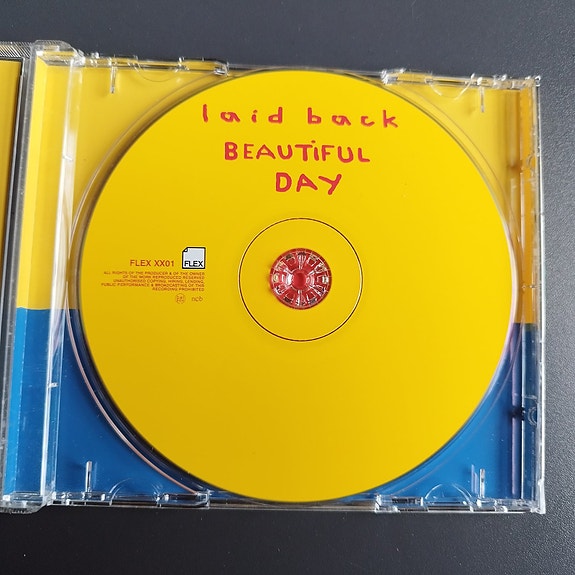 laid back
BEAUTiFUL
DAY
FLEX XX01
FLEX
ALL RIGHTS OF THE PRODUCER & OF THE OWNER
OF THE WORK REPRODUCED RESERVED
UNAUTHORISED COPYING, HIRING, LENDING,
PUBLIC PERFORMANCE & BROADCASTING OF THIS
RECORDING PROHIBITED
ncb